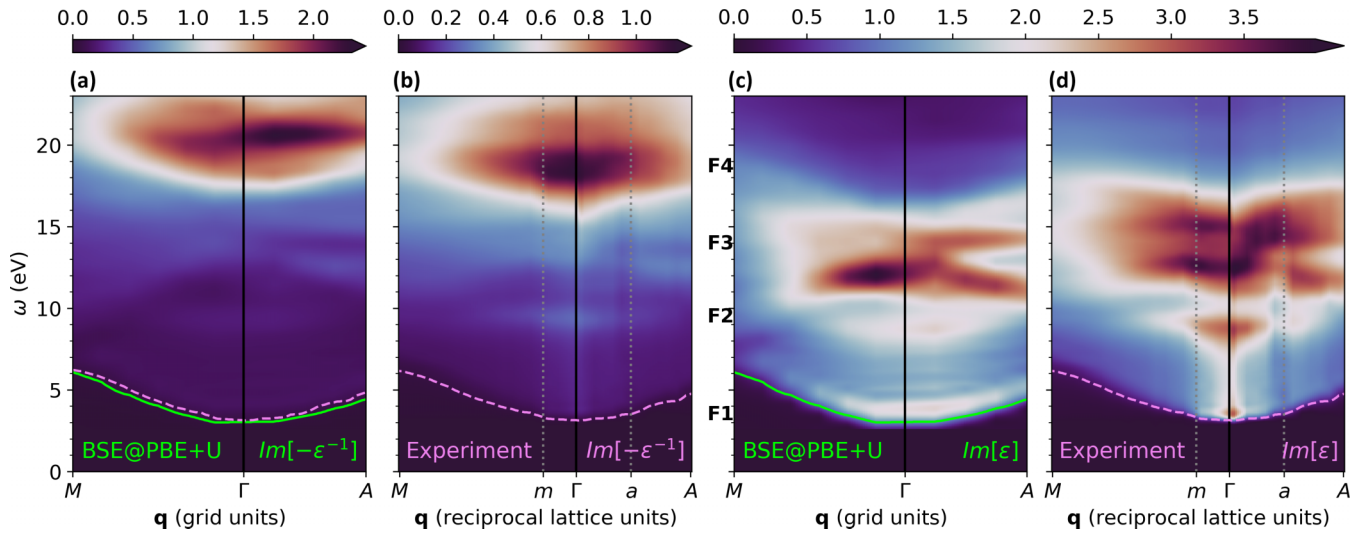 0.0 0.5 1.0 1.5 2.0
0.0 0.2 0.4 0.6 0.8 1.0
0.0 0.5 1.0 1.5 2.0 2.5 3.0 3.5
(a) (b) (c) (d)
20
15
10
5
0
ω (eV)
F4
F3
F2
F1
BSE@PBE+U Im[−ε⁻¹]
Experiment Im[−ε⁻¹]
BSE@PBE+U Im[ε]
Experiment Im[ε]
M Γ A
M m Γ a A
M Γ A
M m Γ a A
q (grid units)
q (reciprocal lattice units)
q (grid units)
q (reciprocal lattice units)